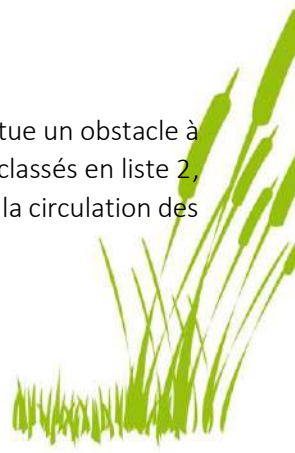 tue un obstacle à
classés en liste 2,
la circulation des